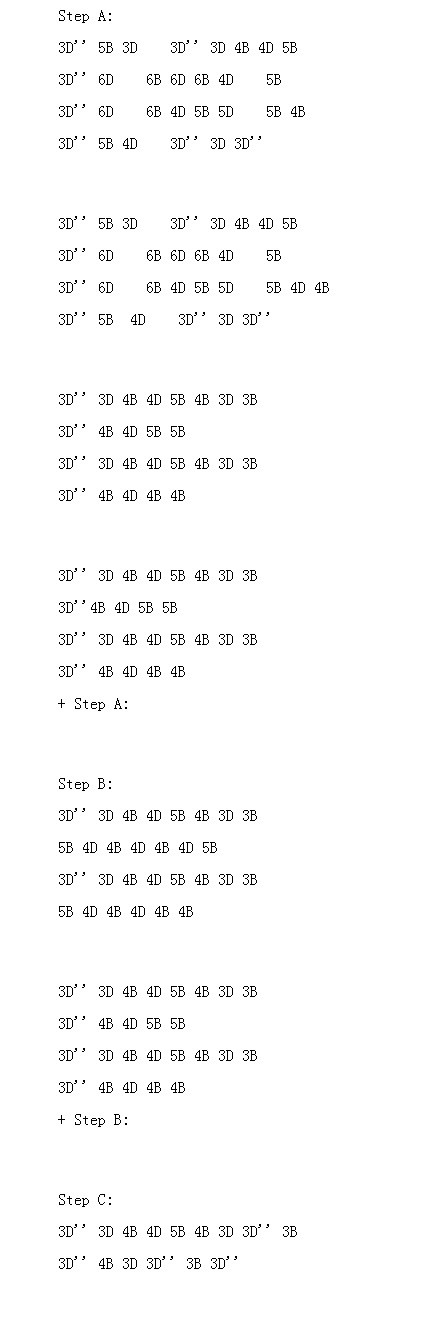 Step A:
3D’’ 5B 3D    3D’’ 3D 4B 4D 5B
3D’’ 6D    6B 6D 6B 4D    5B
3D’’ 6D    6B 4D 5B 5D    5B 4B
3D’’ 5B 4D    3D’’ 3D 3D’’
3D’’ 5B 3D    3D’’ 3D 4B 4D 5B
3D’’ 6D    6B 6D 6B 4D    5B
3D’’ 6D    6B 4D 5B 5D    5B 4D 4B
3D’’ 5B  4D    3D’’ 3D 3D’’
3D’’ 3D 4B 4D 5B 4B 3D 3B
3D’’ 4B 4D 5B 5B
3D’’ 3D 4B 4D 5B 4B 3D 3B
3D’’ 4B 4D 4B 4B
3D’’ 3D 4B 4D 5B 4B 3D 3B
3D’’4B 4D 5B 5B
3D’’ 3D 4B 4D 5B 4B 3D 3B
3D’’ 4B 4D 4B 4B
+ Step A:
Step B:
3D’’ 3D 4B 4D 5B 4B 3D 3B
5B 4D 4B 4D 4B 4D 5B
3D’’ 3D 4B 4D 5B 4B 3D 3B
5B 4D 4B 4D 4B 4B
3D’’ 3D 4B 4D 5B 4B 3D 3B
3D’’ 4B 4D 5B 5B
3D’’ 3D 4B 4D 5B 4B 3D 3B
3D’’ 4B 4D 4B 4B
+ Step B:
Step C:
3D’’ 3D 4B 4D 5B 4B 3D 3D’’ 3B
3D’’ 4B 3D 3D’’ 3B 3D’’